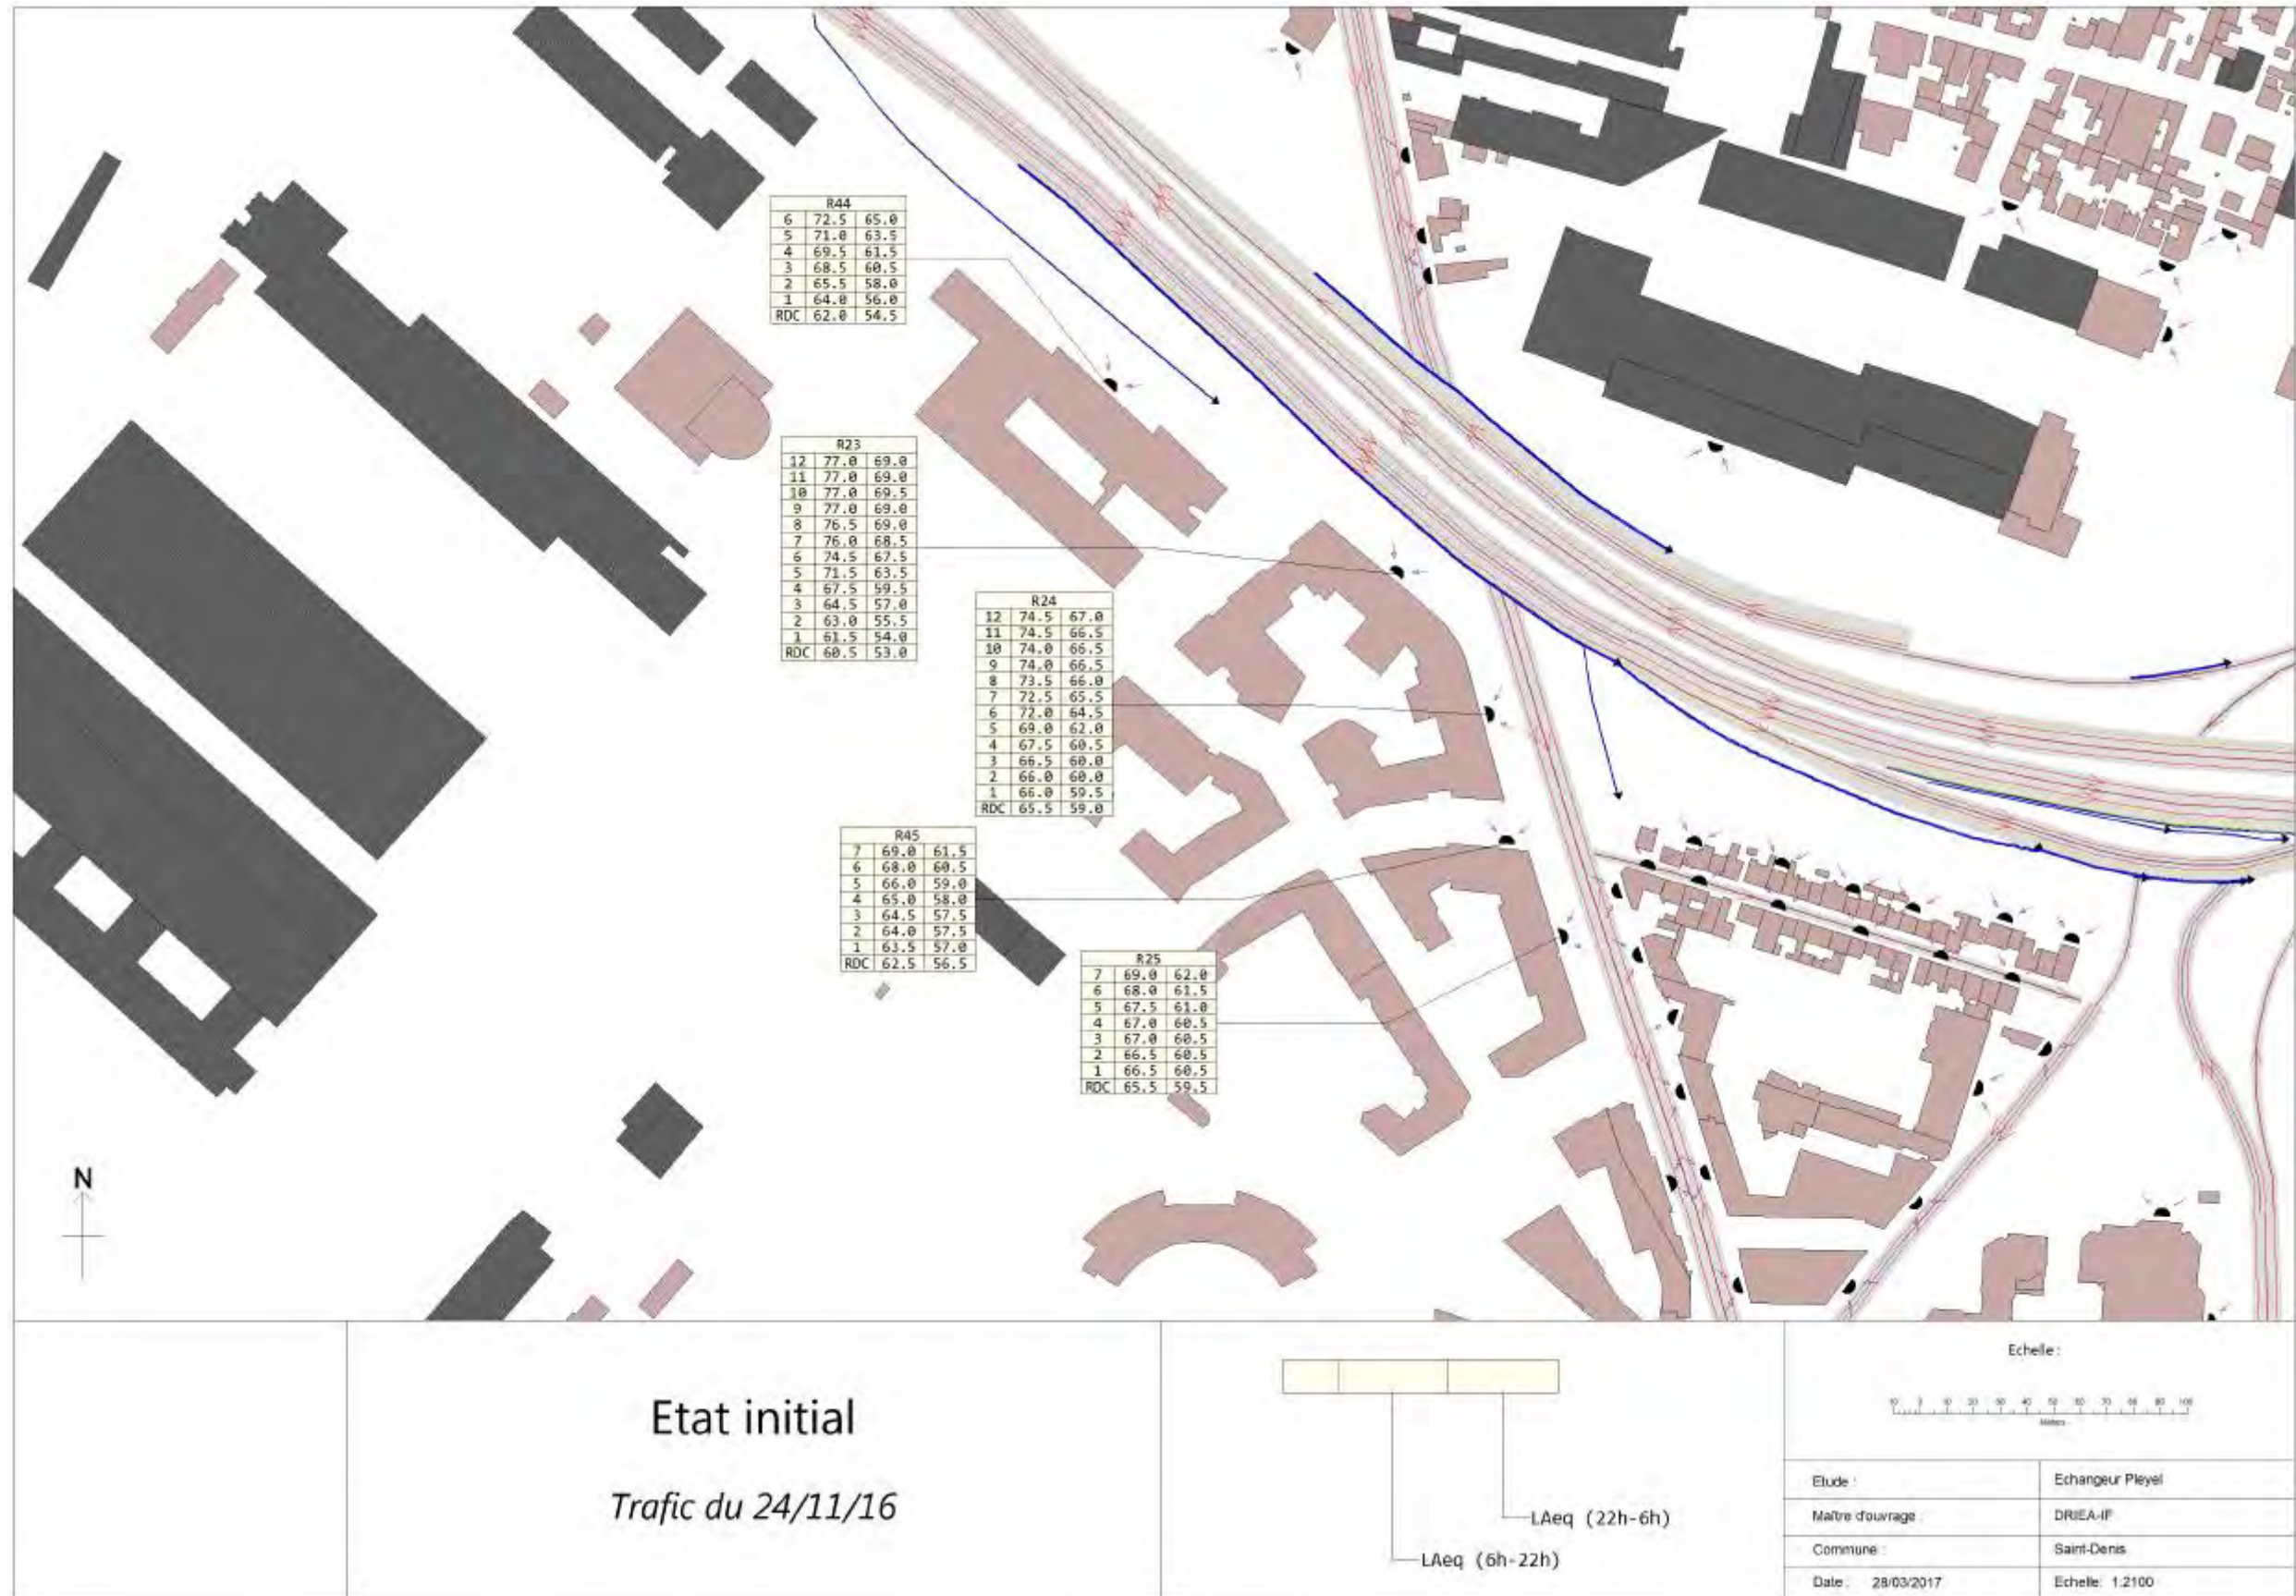 R44
6 72.5 65.0
5 71.0 63.5
4 69.5 61.5
3 68.5 60.5
2 65.5 58.0
1 64.0 56.0
RDC 62.0 54.5
R23
12 77.0 69.0
11 77.0 69.0
10 77.0 69.5
9 77.0 69.0
8 76.5 69.0
7 76.0 68.5
6 74.5 67.5
5 71.5 63.5
4 67.5 59.5
3 64.5 57.0
2 63.0 55.5
1 61.5 54.0
RDC 60.5 53.0
R24
12 74.5 67.0
11 74.5 66.5
10 74.0 66.5
9 74.0 66.5
8 73.5 66.0
7 72.5 65.5
6 72.0 64.5
5 69.0 62.0
4 67.5 60.5
3 66.5 60.0
2 66.0 60.0
1 66.0 59.5
RDC 65.5 59.0
R45
7 69.0 61.5
6 68.0 60.5
5 66.0 59.0
4 65.0 58.0
3 64.5 57.5
2 64.0 57.5
1 63.5 57.0
RDC 62.5 56.5
R25
7 69.0 62.0
6 68.0 61.5
5 67.5 61.0
4 67.0 60.5
3 67.0 60.5
2 66.5 60.5
1 66.5 60.5
RDC 65.5 59.5
N
Etat initial
Trafic du 24/11/16
LAeq (22h-6h)
LAeq (6h-22h)
Echelle :
10 0 10 20 30 40 50 60 70 80 90 100
Mètres
Etude : Echangeur Pleyel
Maître d'ouvrage : DRIEA-IF
Commune : Saint-Denis
Date : 28/03/2017 Echelle: 1:2100